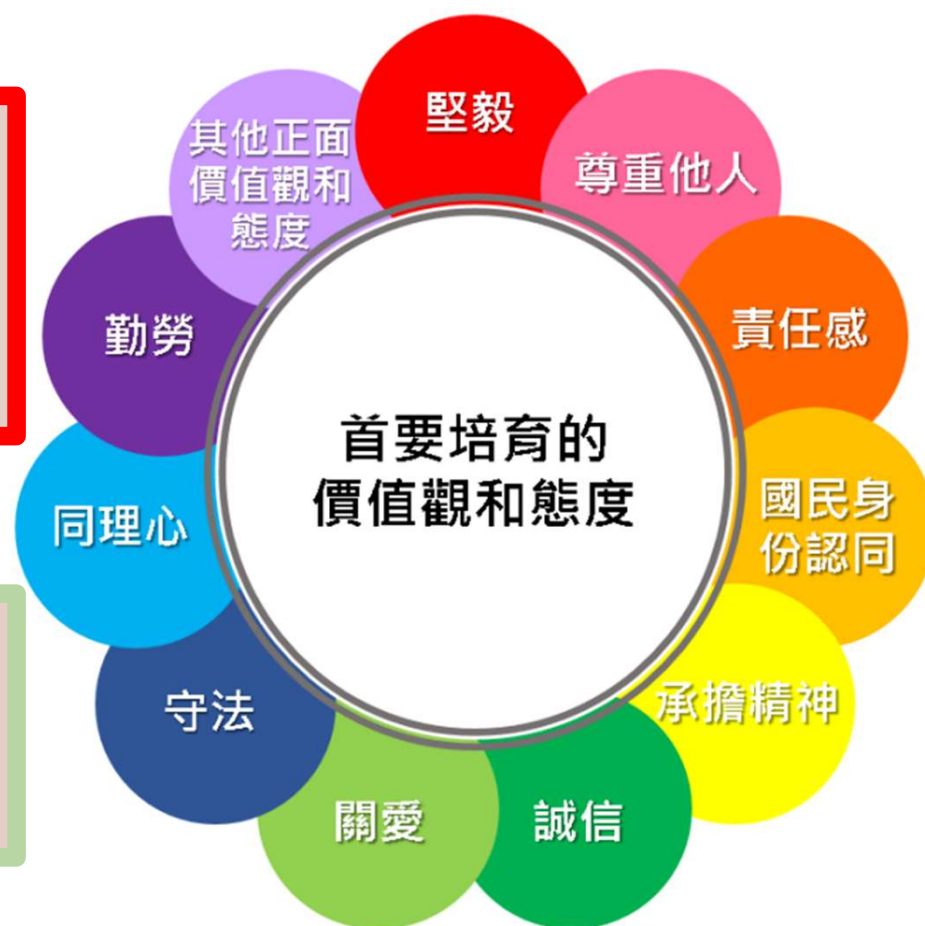 首要培育的
價值觀和態度
堅毅
尊重他人
責任感
國民身
份認同
承擔精神
誠信
關愛
守法
同理心
勤勞
其他正面
價值觀和
態度